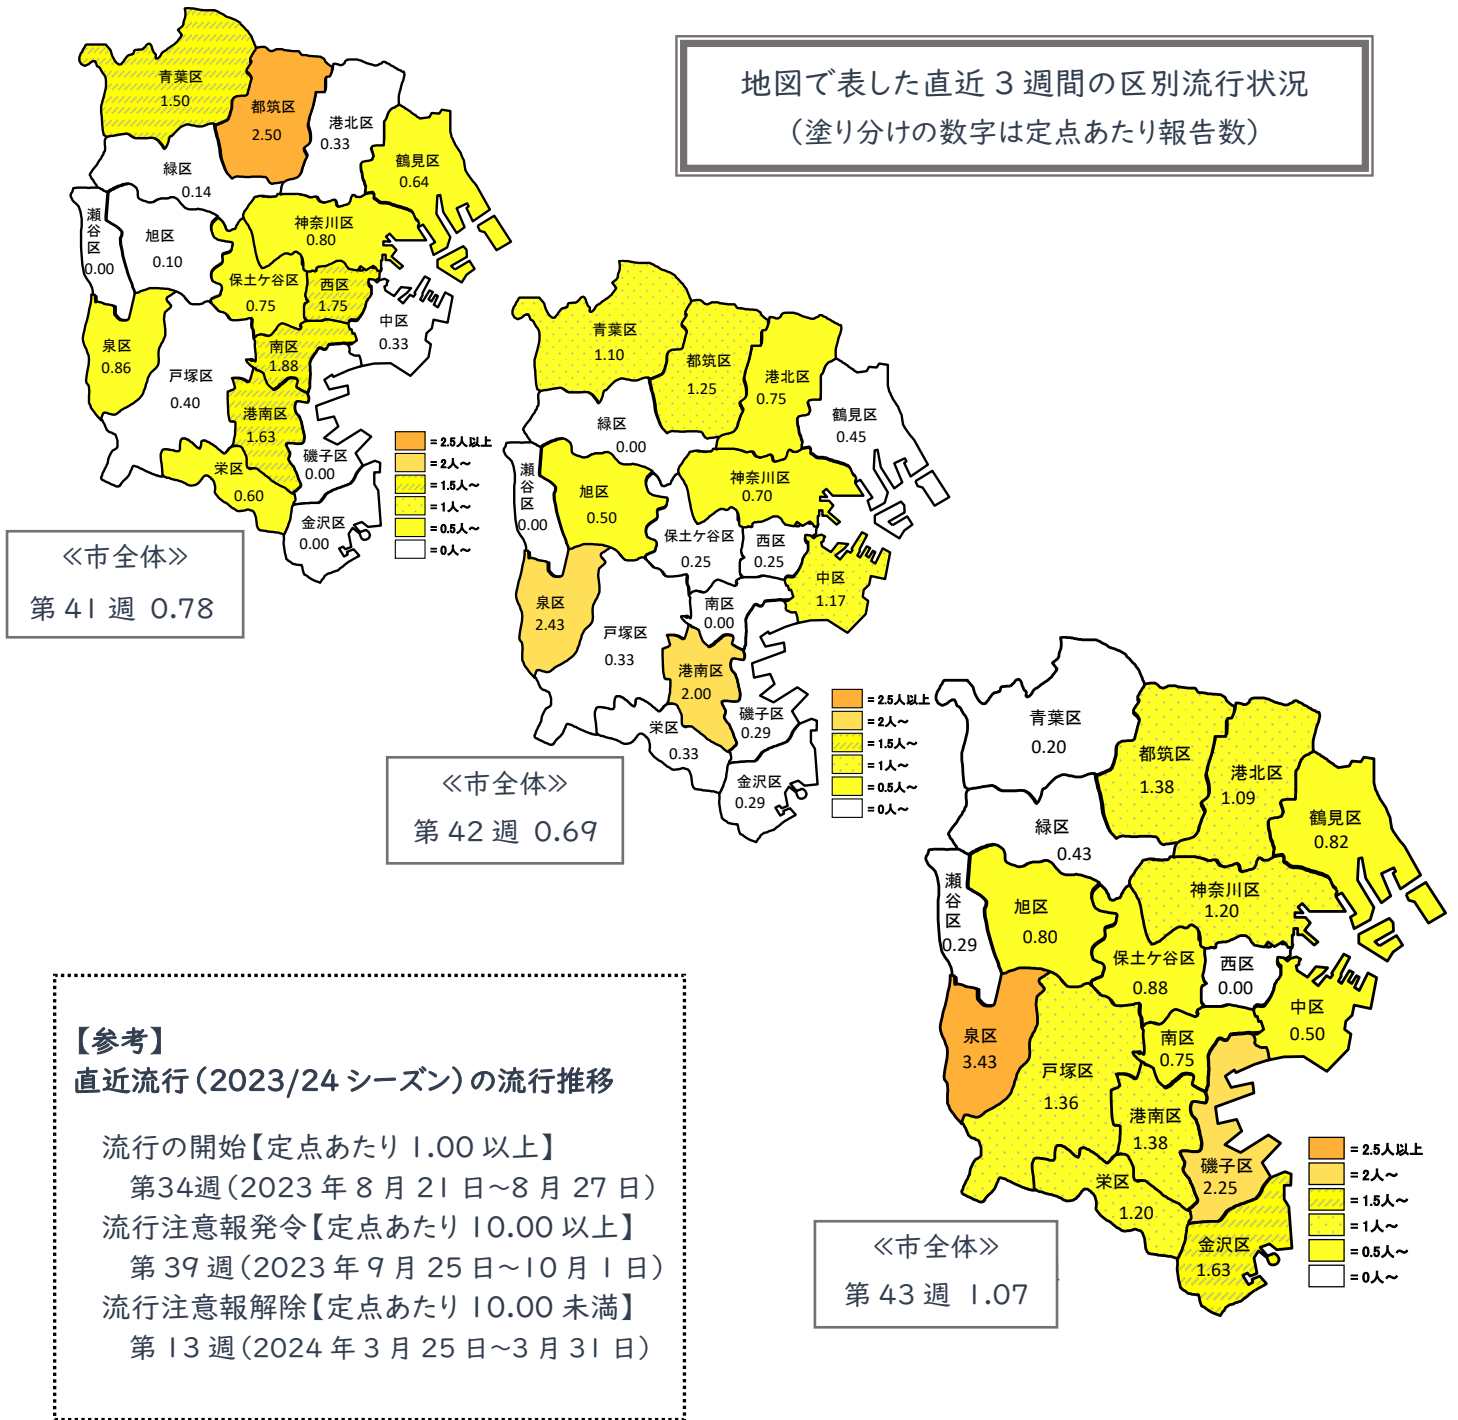 地図で表した直近3週間の区別流行状況
（塗り分けの数字は定点あたり報告数）
青葉区
1.50
都筑区
2.50
港北区
0.33
鶴見区
0.64
緑区
0.14
瀬谷区
0.00
旭区
0.10
神奈川区
0.80
保土ケ谷区
0.75
西区
1.75
中区
0.33
南区
1.88
泉区
0.86
戸塚区
0.40
港南区
1.63
磯子区
0.00
栄区
0.60
金沢区
0.00
= 2.5人以上
= 2人～
= 1.5人～
= 1人～
= 0.5人～
= 0人～
≪市全体≫
第 41 週 0.78
青葉区
1.10
都筑区
1.25
港北区
0.75
鶴見区
0.45
緑区
0.00
瀬谷区
0.00
旭区
0.50
神奈川区
0.70
保土ケ谷区
0.25
西区
0.25
中区
1.17
南区
0.00
泉区
2.43
戸塚区
0.33
港南区
2.00
磯子区
0.29
栄区
0.33
金沢区
0.29
= 2.5人以上
= 2人～
= 1.5人～
= 1人～
= 0.5人～
= 0人～
≪市全体≫
第 42 週 0.69
青葉区
0.20
都筑区
1.38
港北区
1.09
鶴見区
0.82
緑区
0.43
瀬谷区
0.29
旭区
0.80
神奈川区
1.20
保土ケ谷区
0.88
西区
0.00
中区
0.50
南区
0.75
泉区
3.43
戸塚区
1.36
港南区
1.38
磯子区
2.25
栄区
1.20
金沢区
1.63
= 2.5人以上
= 2人～
= 1.5人～
= 1人～
= 0.5人～
= 0人～
≪市全体≫
第 43 週 1.07
【参考】
直近流行（2023/24 シーズン）の流行推移
流行の開始【定点あたり 1.00 以上】
第34週（2023 年 8 月 21 日～8 月 27 日）
流行注意報発令【定点あたり 10.00 以上】
第 39 週（2023 年 9 月 25 日～10 月 1 日）
流行注意報解除【定点あたり 10.00 未満】
第 13 週（2024 年 3 月 25 日～3 月 31 日）